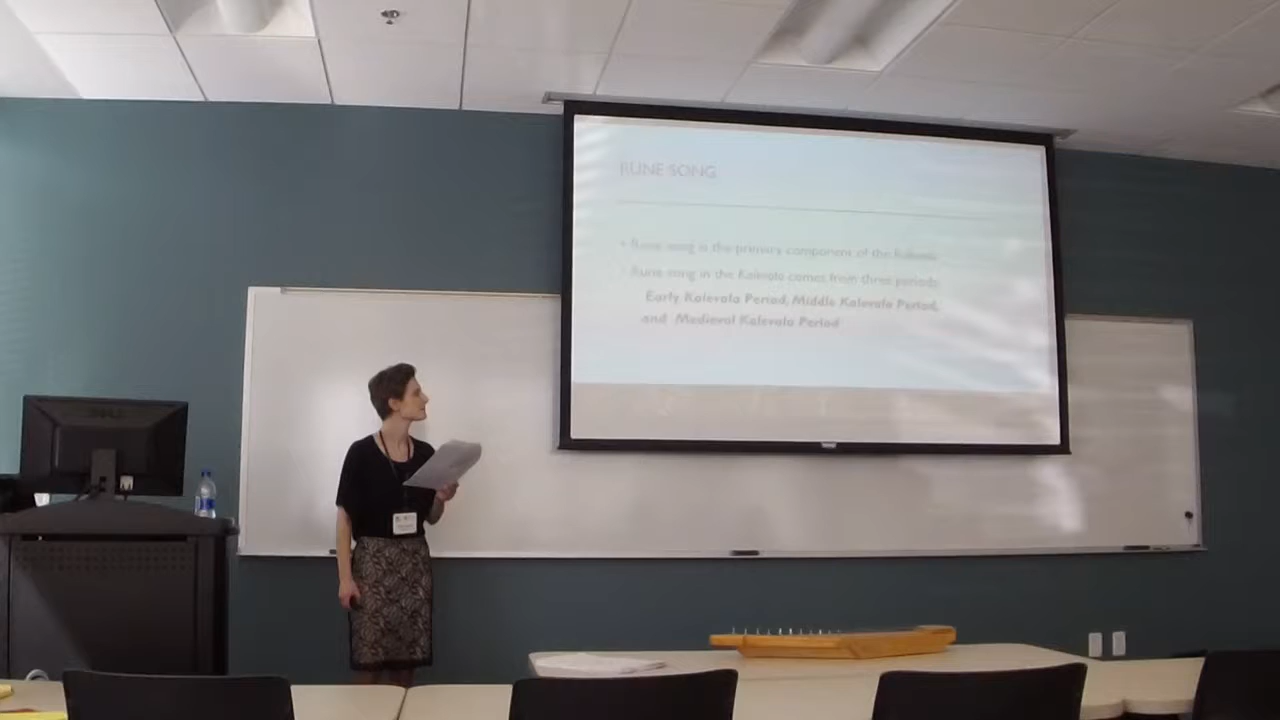 RUNE SONG
• Rune song is the primary component of the
Rune song in the Kalevala comes from three periods:
Early Kalevala Period, Middle Kalevala Period,
and Medieval Kalevala Period
DELL